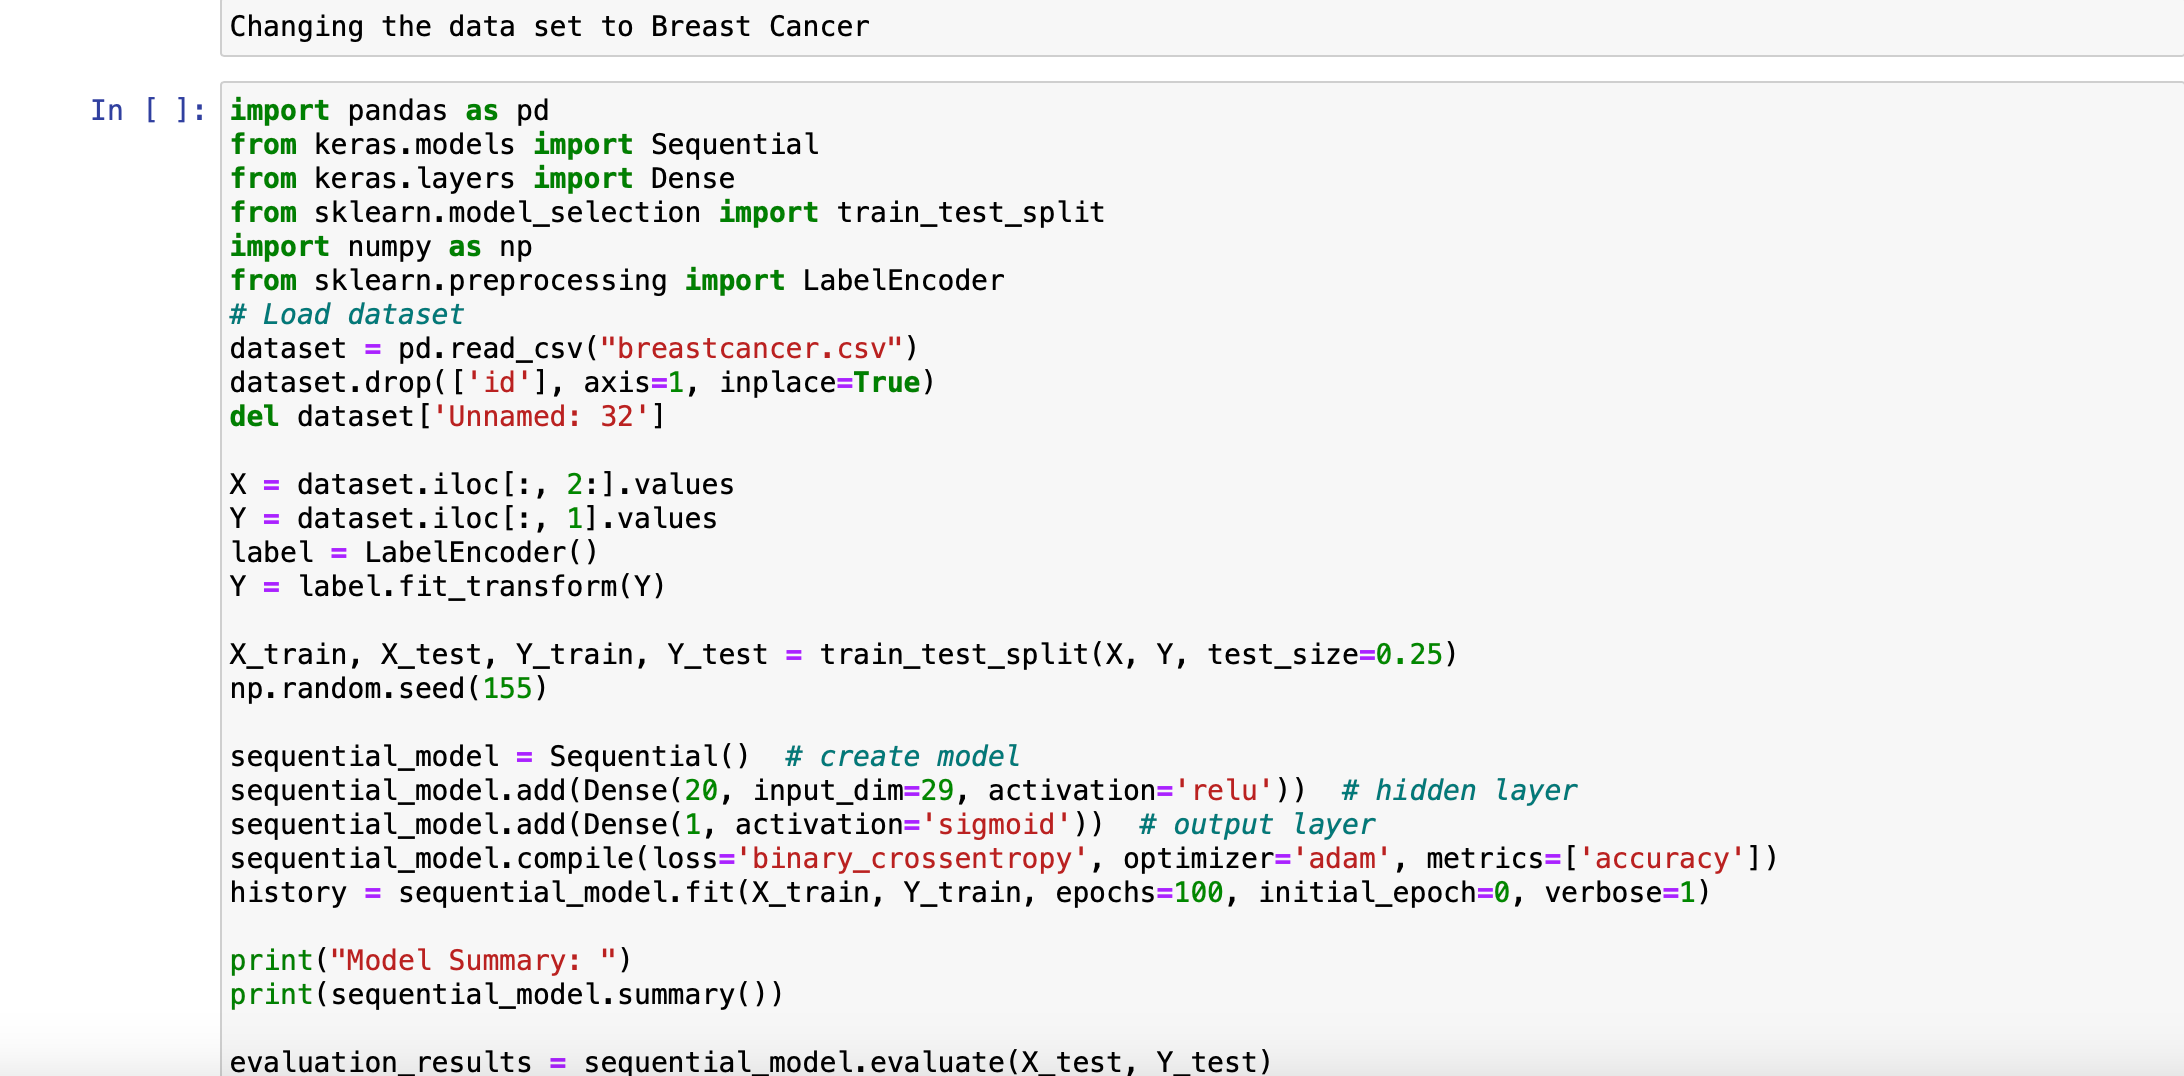 Changing the data set to Breast Cancer
In [ ]:
import pandas as pd
from keras.models import Sequential
from keras.layers import Dense
from sklearn.model_selection import train_test_split
import numpy as np
from sklearn.preprocessing import LabelEncoder
# Load dataset
dataset = pd.read_csv("breastcancer.csv")
dataset.drop(['id'], axis=1, inplace=True)
del dataset['Unnamed: 32']
X = dataset.iloc[:, 2:].values
Y = dataset.iloc[:, 1].values
label = LabelEncoder()
Y = label.fit_transform(Y)
X_train, X_test, Y_train, Y_test = train_test_split(X, Y, test_size=0.25)
np.random.seed(155)
sequential_model = Sequential()  # create model
sequential_model.add(Dense(20, input_dim=29, activation='relu'))  # hidden layer
sequential_model.add(Dense(1, activation='sigmoid'))  # output layer
sequential_model.compile(loss='binary_crossentropy', optimizer='adam', metrics=['accuracy'])
history = sequential_model.fit(X_train, Y_train, epochs=100, initial_epoch=0, verbose=1)
print("Model Summary: ")
print(sequential_model.summary())
evaluation_results = sequential_model.evaluate(X_test, Y_test)